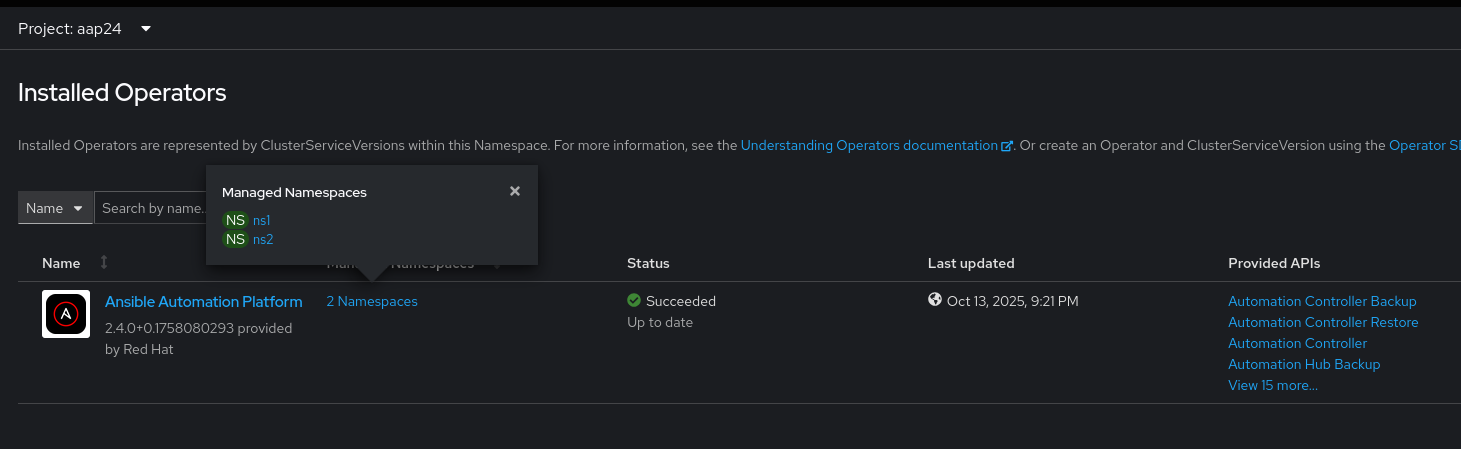 Project: aap24
Installed Operators
Installed Operators are represented by ClusterServiceVersions within this Namespace. For more information, see the Understanding Operators documentation. Or create an Operator and ClusterServiceVersion using the Operator
Managed Namespaces
NS ns1
NS ns2
Name Search by name...
Name Status Last updated Provided APIs
Ansible Automation Platform 2 Namespaces Succeeded Oct 13, 2025, 9:21 PM Automation Controller Backup
2.4.0+0.1758080293 provided Up to date Automation Controller Restore
by Red Hat Automation Controller
Automation Hub Backup
View 15 more...